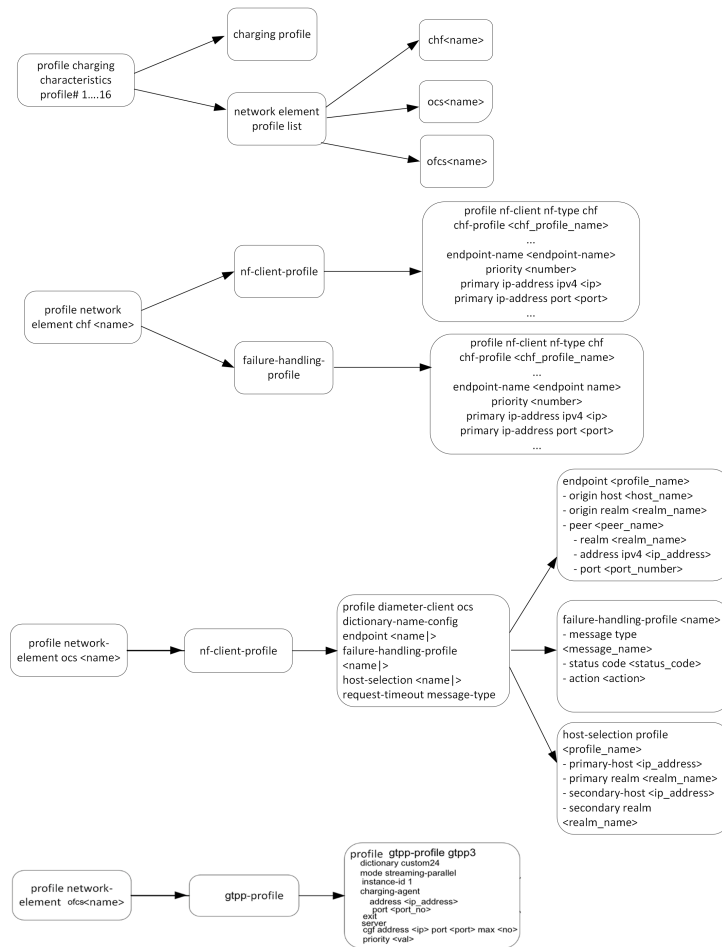 charging profile
profile charging
characteristics
profile# 1....16
network element
profile list
chf<name>
ocs<name>
ofcs<name>
profile network
element chf <name>
nf-client-profile
failure-handling-
profile
profile nf-client nf-type chf
chf-profile <chf_profile_name>
...
endpoint-name <endpoint-name>
priority <number>
primary ip-address ipv4 <ip>
primary ip-address port <port>
...
profile nf-client nf-type chf
chf-profile <chf_profile_name>
...
endpoint-name <endpoint name>
priority <number>
primary ip-address ipv4 <ip>
primary ip-address port <port>
...
profile network-
element ocs <name>
nf-client-profile
profile diameter-client ocs
dictionary-name-config
endpoint <name|>
failure-handling-profile
<name|>
host-selection <name|>
request-timeout message-type
endpoint <profile_name>
- origin host <host_name>
- origin realm <realm_name>
- peer <peer_name>
- realm <realm_name>
- address ipv4 <ip_address>
- port <port_number>
failure-handling-profile <name>
- message type
<message_name>
- status code <status_code>
- action <action>
host-selection profile
<profile_name>
- primary-host <ip_address>
- primary realm <realm_name>
- secondary-host <ip_address>
- secondary realm
<realm_name>
profile network-
element ofcs<name>
gtpp-profile
profile gtpp-profile gtpp3
dictionary custom24
mode streaming-parallel
instance-id 1
charging-agent
address <ip_address>
port <port_no>
exit
server
cgf address <ip> port <port> max <no>
priority <val>